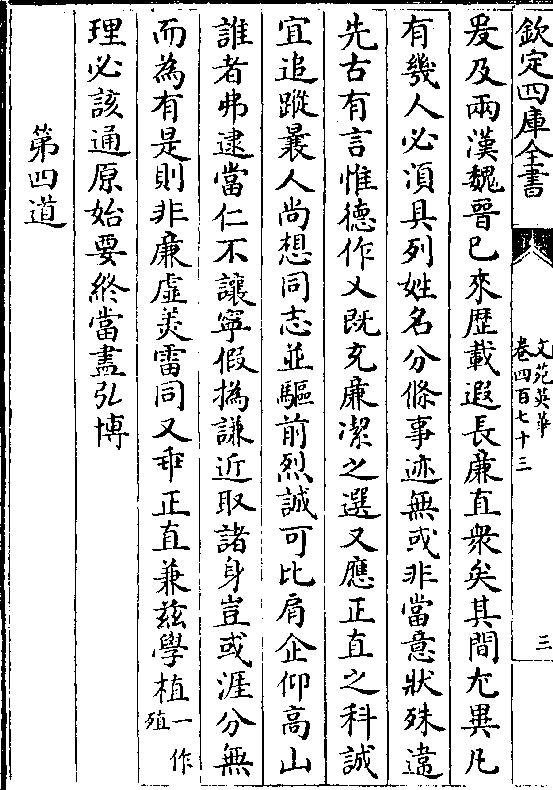 欽定四庫全書
文苑英華
卷四百七十三
三
爰及兩漢魏晉已來歴載遐長廉直衆矣其間尤異凡
有幾人必湏具列姓名分條事迹無或非當意狀殊違
先古有言惟德作乂既充廉潔之選又應正直之科誠
宜追蹤曩人尚想同志並驅前烈誠可比肩企仰高山
誰者弗逮當仁不讓寧假撝謙近取諸身豈或涯分無
而為有是則非廉虛美雷同又乖正直兼兹學植一作殖
理必該通原始要終當盡弘博
第四道